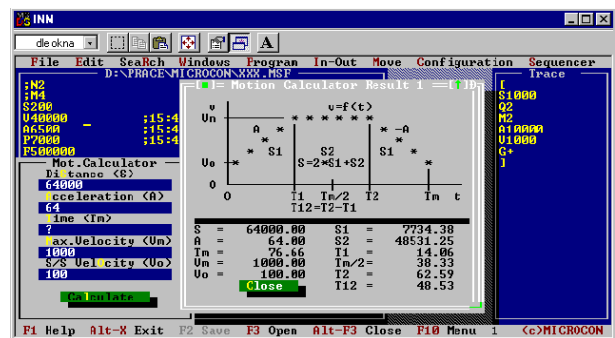 INN
dle okna
A
File Edit SeaRch Windows Program In-Out Move Configuration Sequencer
D:\PRACE\MICROCON\XXX.MSF
;N2
;M4
S200
V40000 ;15:4
A6500 ;15:4
P7000 ;15:4
F500000
Mot.Calculator
Distance (S)
64000
Acceleration (A)
64
Time (Tm)
?
Max.Velocity (Vm)
1000
S/S Velocity (Vo)
100
Calculate
Motion Calculator Result 1
v v=f(t)
Vn
A -A
S1 S2 S1
Vo S=2*S1+S2
0
0 T1 Tm/2 T2 Tm t
T12=T2-T1
S = 64000.00 S1 = 7734.38
A = 64.00 S2 = 48531.25
Tm = 76.66 T1 = 14.06
Vm = 1000.00 Tm/2= 38.33
Vo = 100.00 T2 = 62.59
Close T12 = 48.53
Trace
[
S1000
Q2
M2
A10000
V1000
G+
]
F1 Help Alt-X Exit F2 Save F3 Open Alt-F3 Close F10 Menu 1 (c)MICROCON